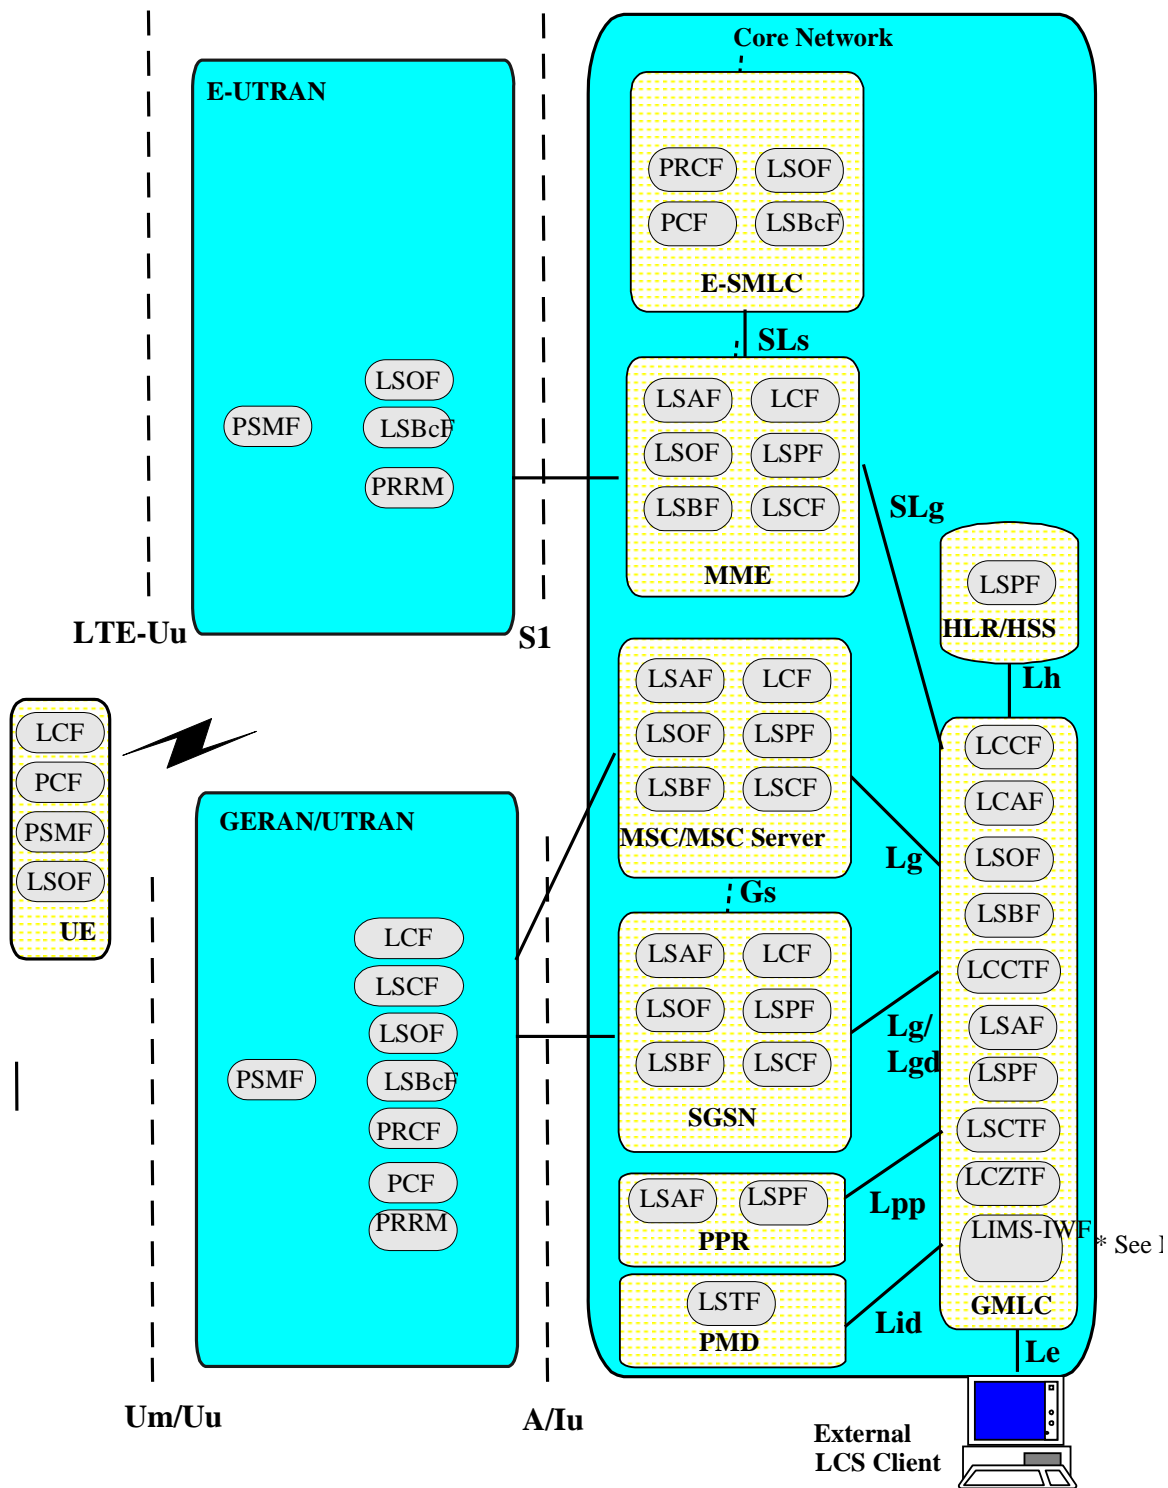 Core Network
E-UTRAN
PRCF
LSOF
PCF
LSBcF
E-SMLC
SLs
LSOF
PSMF
LSBcF
PRRM
LSAF
LCF
LSOF
LSPF
LSBF
LSCF
MME
SLg
LSPF
HLR/HSS
Lh
LTE-Uu
S1
LCF
PCF
PSMF
LSOF
UE
LSAF
LCF
LSOF
LSPF
LSBF
LSCF
MSC/MSC Server
Lg
Gs
GERAN/UTRAN
LCF
LSCF
LSOF
PSMF
LSBcF
PRCF
PCF
PRRM
LSAF
LCF
LSOF
LSPF
LSBF
LSCF
SGSN
Lg/
Lgd
LSAF
LSPF
PPR
Lpp
LSTF
PMD
Lid
LCCF
LCAF
LSOF
LSBF
LCCTF
LSAF
LSPF
LSCTF
LCZTF
LIMS-IWF
* See
GMLC
Le
Um/Uu
A/Iu
External
LCS Client